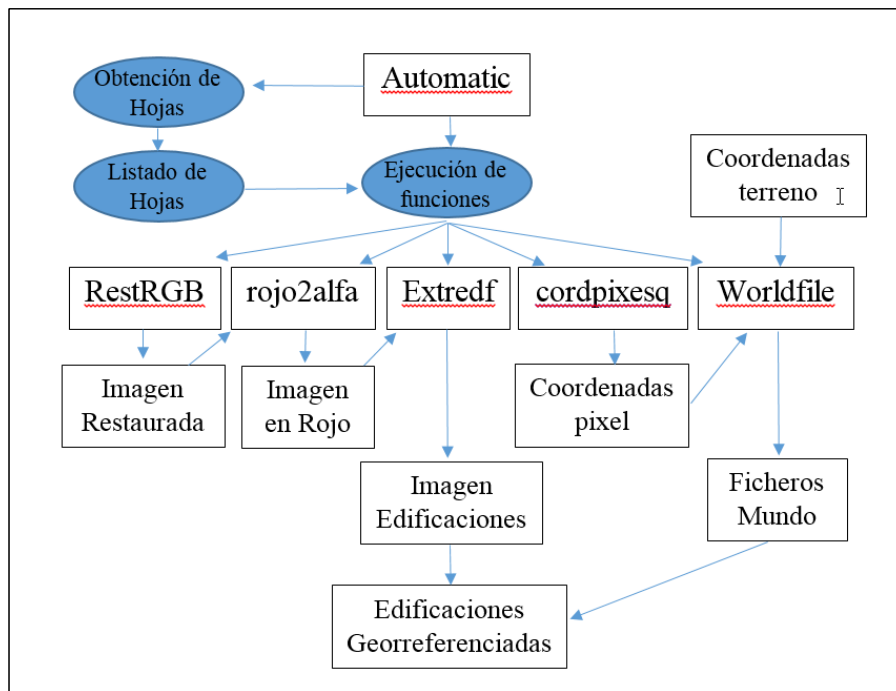 Obtención de
Hojas
Automatic
Listado de
Hojas
Ejecución de
funciones
Coordenadas
terreno
RestRGB
rojo2alfa
Extredf
cordpixesq
Worldfile
Imagen
Restaurada
Imagen
en Rojo
Coordenadas
pixel
Imagen
Edificaciones
Ficheros
Mundo
Edificaciones
Georreferenciadas